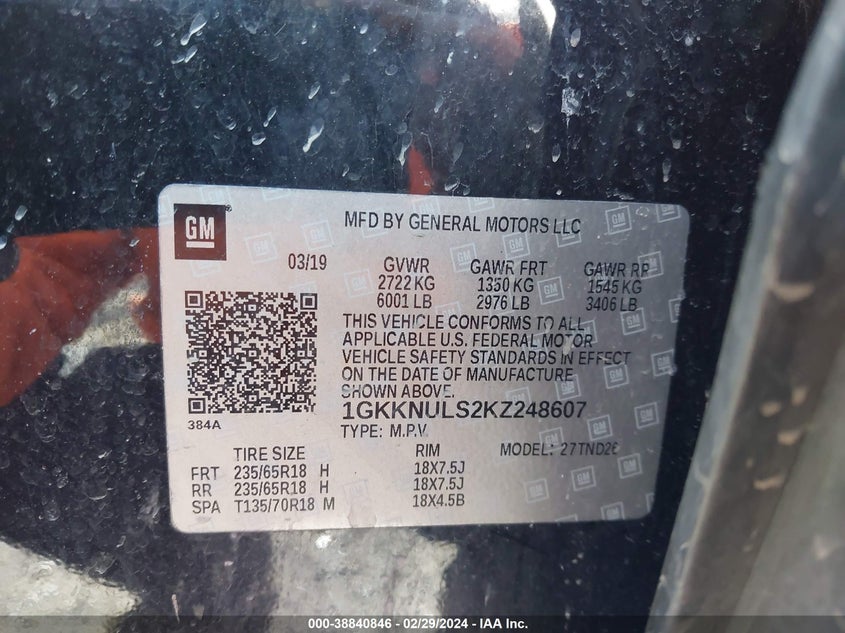 GM
MFD BY GENERAL MOTORS LLC
03/19 GVWR GAWR FRT GAWR RR
2722 KG 1350 KG 1545 KG
6001 LB 2976 LB 3406 LB
THIS VEHICLE CONFORMS TO ALL
APPLICABLE U.S. FEDERAL MOTOR
VEHICLE SAFETY STANDARDS IN EFFECT
ON THE DATE OF MANUFACTURE
SHOWN ABOVE.
384A
1GKKNULS2KZ248607
TYPE: M.P.V. MODEL: 27TND26
TIRE SIZE RIM
FRT 235/65R18 H 18X7.5J
RR 235/65R18 H 18X7.5J
SPA T135/70R18 M 18X4.5B
000-38840846 - 02/29/2024 - IAA Inc.